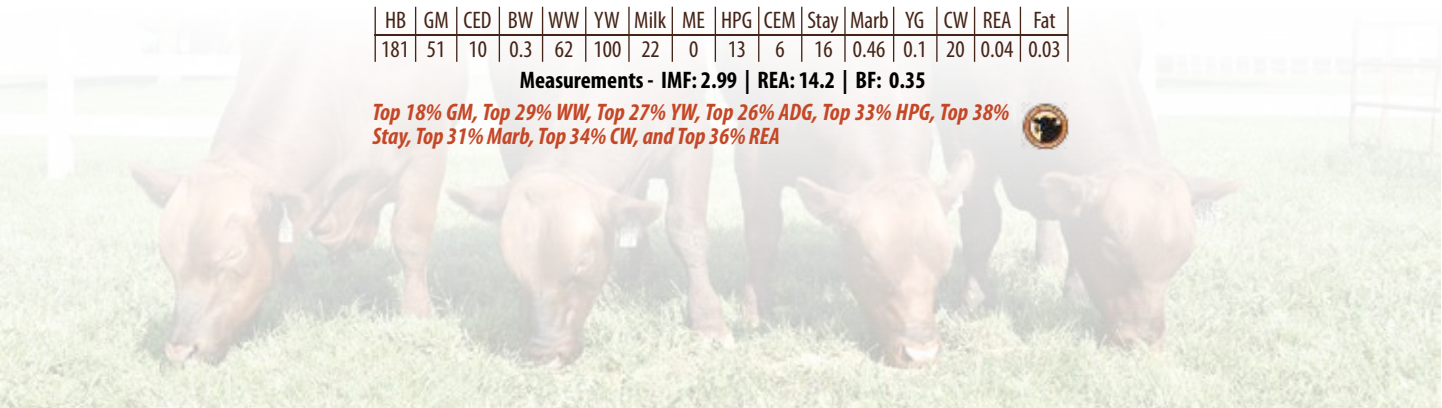 HB GM CED BW WW YW Milk ME HPG CEM Stay Marb YG CW REA Fat
181 51 10 0.3 62 100 22 0 13 6 16 0.46 0.1 20 0.04 0.03
Measurements - IMF: 2.99 | REA: 14.2 | BF: 0.35
Top 18% GM, Top 29% WW, Top 27% YW, Top 26% ADG, Top 33% HPG, Top 38%
Stay, Top 31% Marb, Top 34% CW, and Top 36% REA